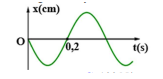 x(cm)
O
0,2
t(s)